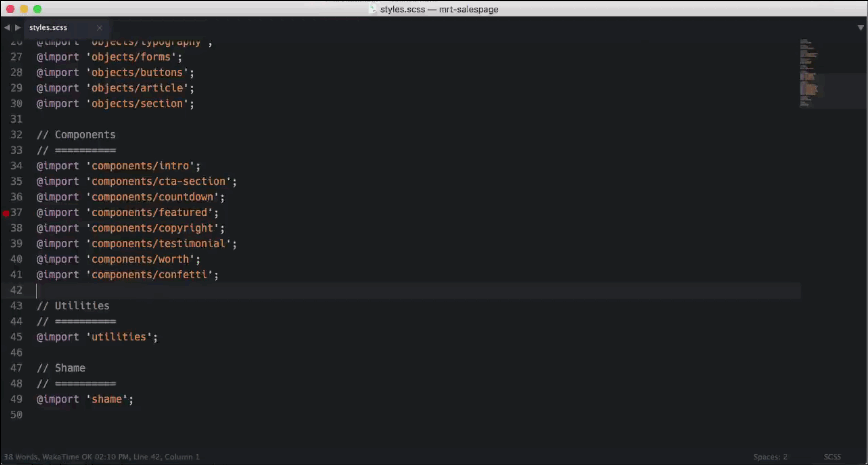 styles.scss — mrt-salespage
styles.scss
26 @import 'objects/typography';
27 @import 'objects/forms';
28 @import 'objects/buttons';
29 @import 'objects/article';
30 @import 'objects/section';
31
32 // Components
33 // ==========
34 @import 'components/intro';
35 @import 'components/cta-section';
36 @import 'components/countdown';
37 @import 'components/featured';
38 @import 'components/copyright';
39 @import 'components/testimonial';
40 @import 'components/worth';
41 @import 'components/confetti';
42
43 // Utilities
44 // ==========
45 @import 'utilities';
46
47 // Shame
48 // ==========
49 @import 'shame';
50
38 Words, WakaTime OK 02:10 PM, Line 42, Column 1 Spaces: 2 SCSS